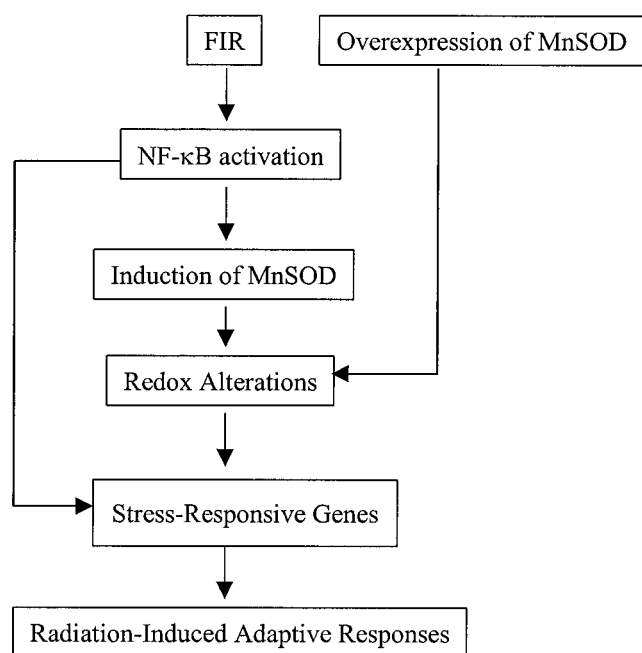 FIR
Overexpression of MnSOD
NF-κB activation
Induction of MnSOD
Redox Alterations
Stress-Responsive Genes
Radiation-Induced Adaptive Responses